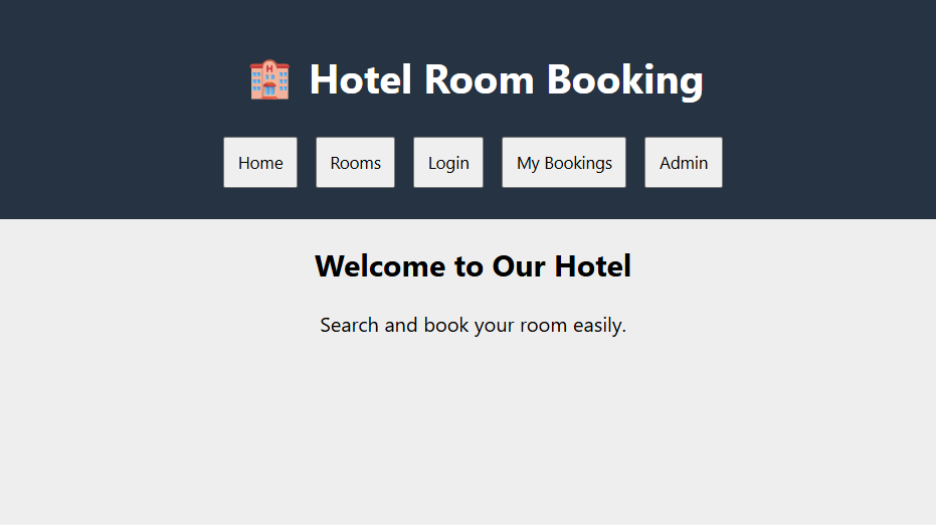 🏨 Hotel Room Booking
Home Rooms Login My Bookings Admin
Welcome to Our Hotel
Search and book your room easily.